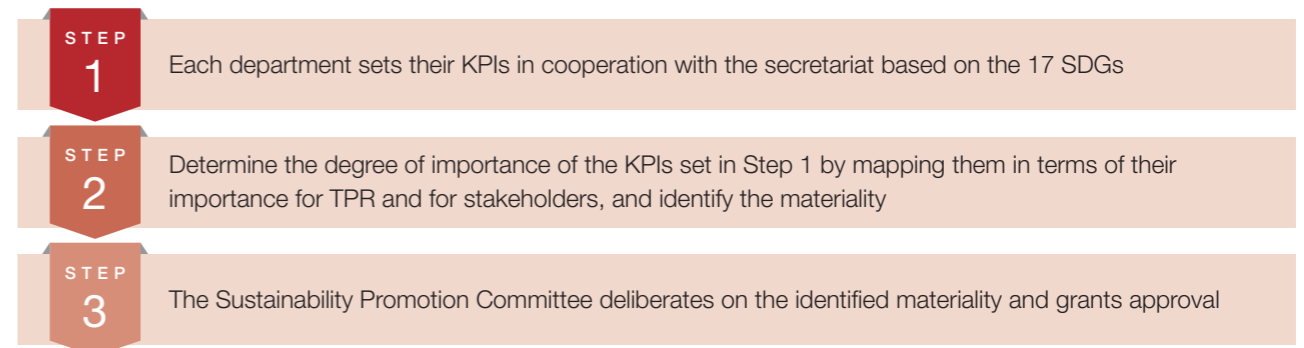 STEP
1
Each department sets their KPIs in cooperation with the secretariat based on the 17 SDGs
STEP
2
Determine the degree of importance of the KPIs set in Step 1 by mapping them in terms of their
importance for TPR and for stakeholders, and identify the materiality
STEP
3
The Sustainability Promotion Committee deliberates on the identified materiality and grants approval